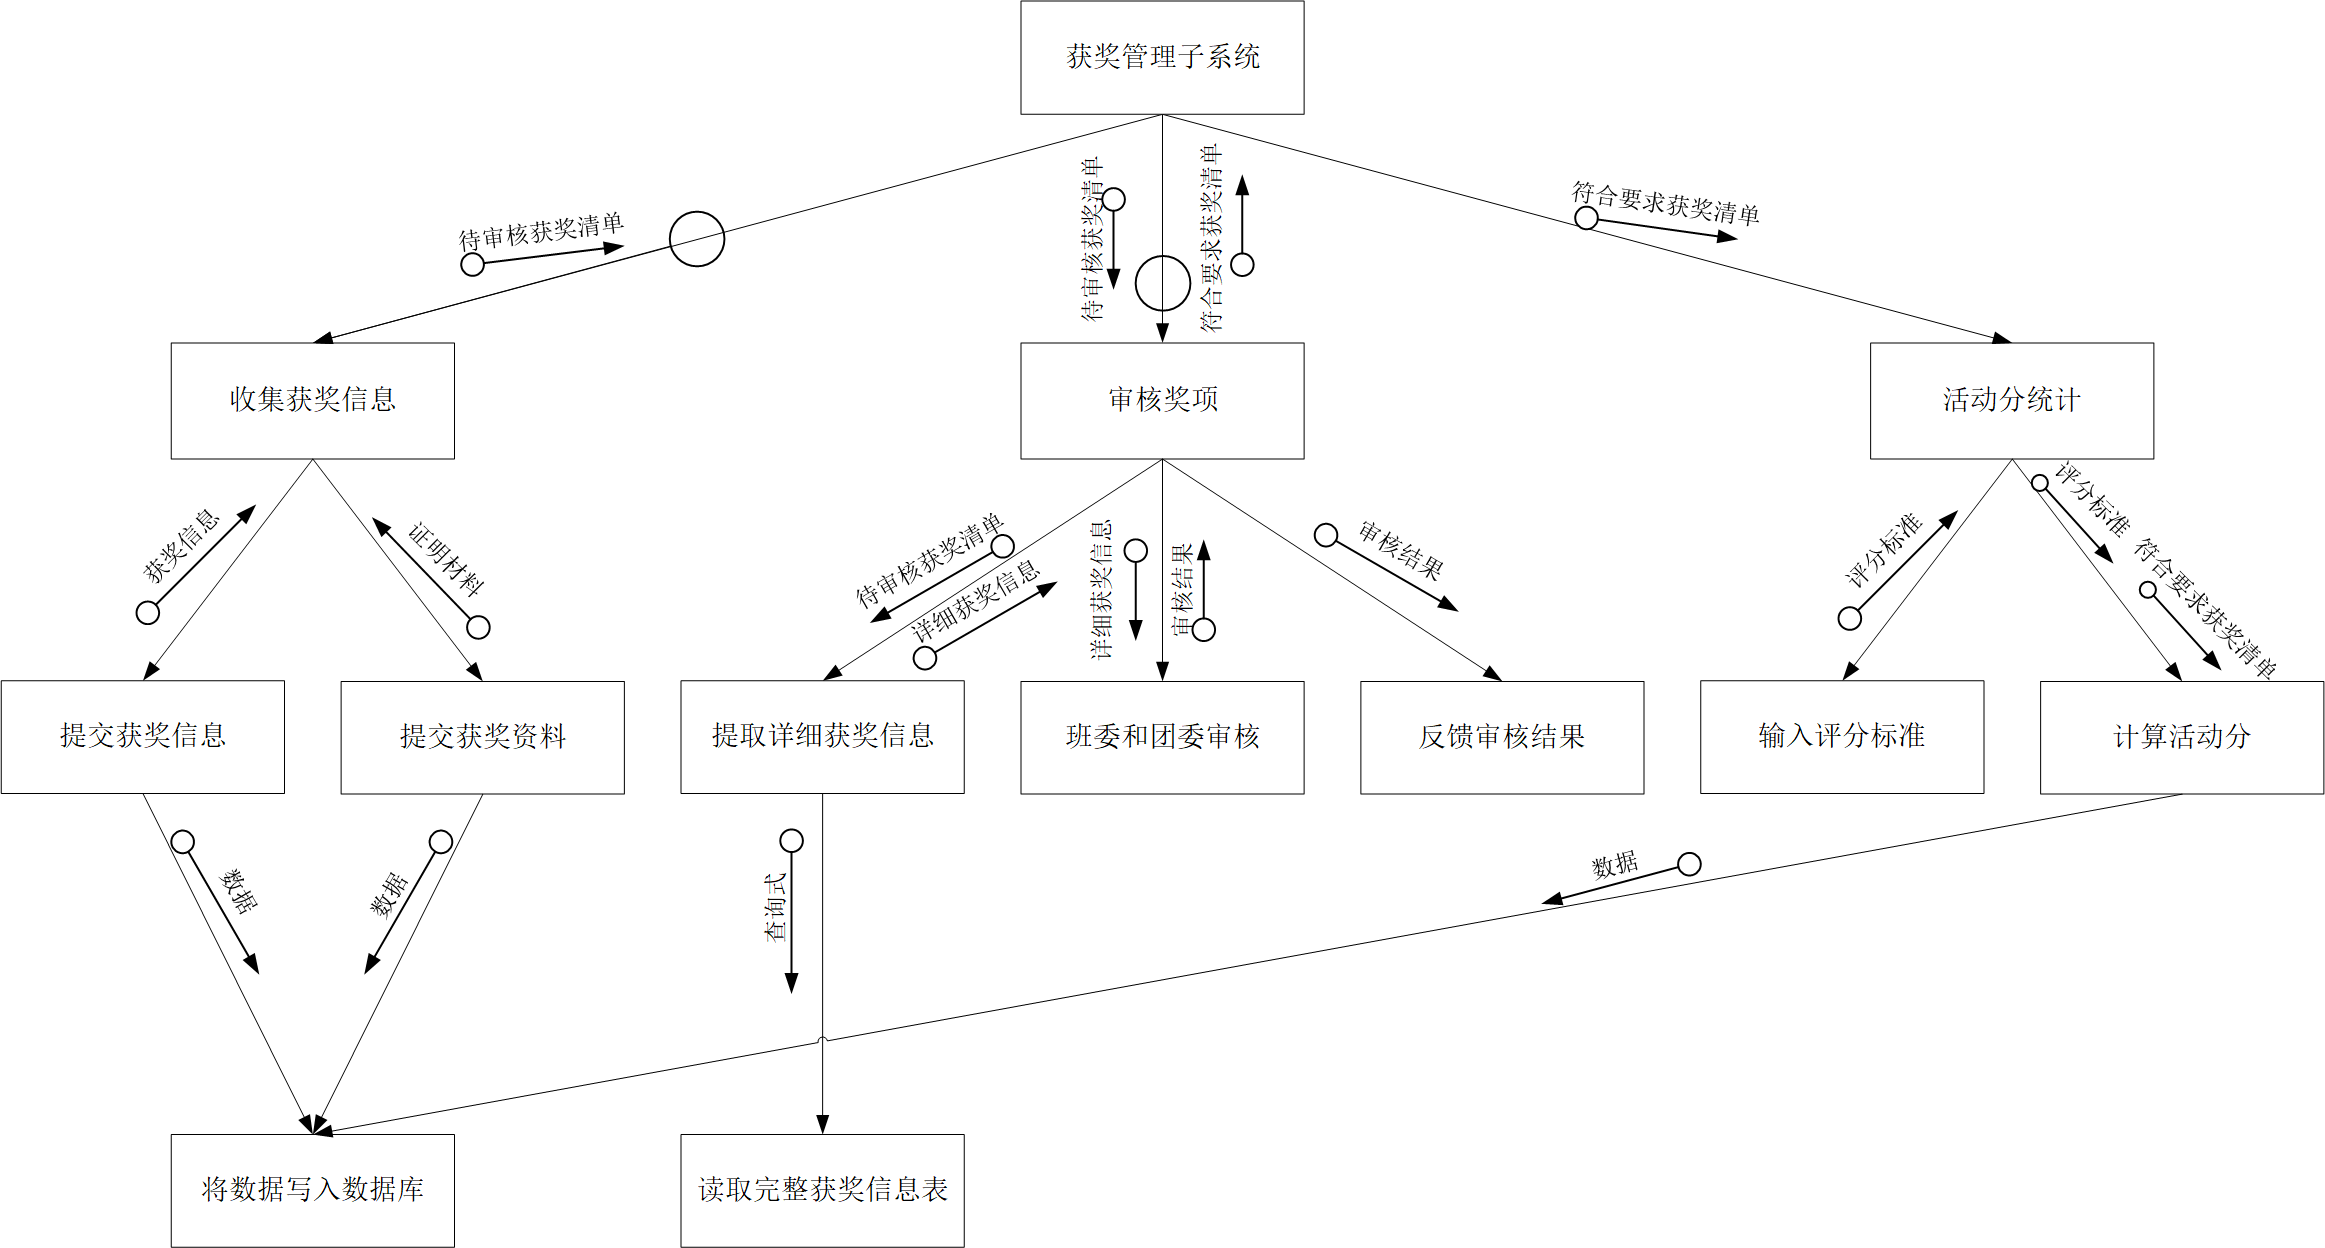 获奖管理子系统
待审核获奖清单
待审核获奖清单
符合要求获奖清单
符合要求获奖清单
收集获奖信息
审核奖项
活动分统计
获奖信息
证明材料
待审核获奖清单
详细获奖信息
详细获奖信息
审核结果
审核结果
评分标准
评分标准
符合要求获奖清单
提交获奖信息
提交获奖资料
提取详细获奖信息
班委和团委审核
反馈审核结果
输入评分标准
计算活动分
数据
数据
查询式
数据
将数据写入数据库
读取完整获奖信息表